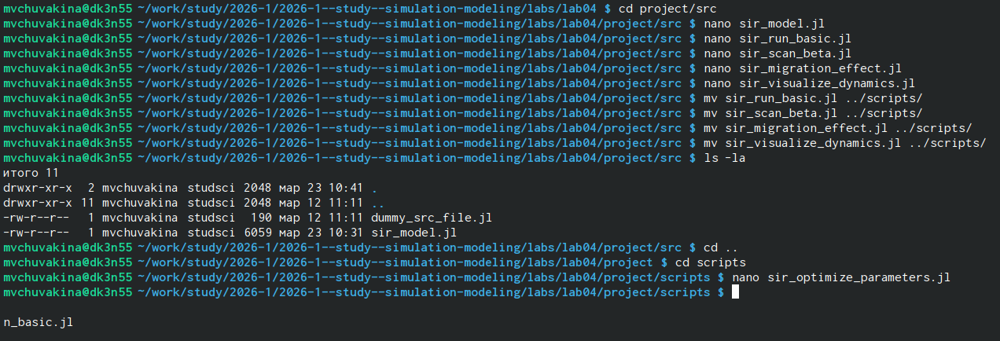 mvchuvakina@dk3n55 ~/work/study/2026-1/2026-1--study--simulation-modeling/labs/lab04 $ cd project/src
mvchuvakina@dk3n55 ~/work/study/2026-1/2026-1--study--simulation-modeling/labs/lab04/project/src $ nano sir_model.jl
mvchuvakina@dk3n55 ~/work/study/2026-1/2026-1--study--simulation-modeling/labs/lab04/project/src $ nano sir_run_basic.jl
mvchuvakina@dk3n55 ~/work/study/2026-1/2026-1--study--simulation-modeling/labs/lab04/project/src $ nano sir_scan_beta.jl
mvchuvakina@dk3n55 ~/work/study/2026-1/2026-1--study--simulation-modeling/labs/lab04/project/src $ nano sir_migration_effect.jl
mvchuvakina@dk3n55 ~/work/study/2026-1/2026-1--study--simulation-modeling/labs/lab04/project/src $ nano sir_visualize_dynamics.jl
mvchuvakina@dk3n55 ~/work/study/2026-1/2026-1--study--simulation-modeling/labs/lab04/project/src $ mv sir_run_basic.jl ../scripts/
mvchuvakina@dk3n55 ~/work/study/2026-1/2026-1--study--simulation-modeling/labs/lab04/project/src $ mv sir_scan_beta.jl ../scripts/
mvchuvakina@dk3n55 ~/work/study/2026-1/2026-1--study--simulation-modeling/labs/lab04/project/src $ mv sir_migration_effect.jl ../scripts/
mvchuvakina@dk3n55 ~/work/study/2026-1/2026-1--study--simulation-modeling/labs/lab04/project/src $ mv sir_visualize_dynamics.jl ../scripts/
mvchuvakina@dk3n55 ~/work/study/2026-1/2026-1--study--simulation-modeling/labs/lab04/project/src $ ls -la
итого 11
drwxr-xr-x  2 mvchuvakina studsci 2048 мар 23 10:41 .
drwxr-xr-x 11 mvchuvakina studsci 2048 мар 12 11:11 ..
-rw-r--r--  1 mvchuvakina studsci  190 мар 12 11:11 dummy_src_file.jl
-rw-r--r--  1 mvchuvakina studsci 6059 мар 23 10:31 sir_model.jl
mvchuvakina@dk3n55 ~/work/study/2026-1/2026-1--study--simulation-modeling/labs/lab04/project/src $ cd ..
mvchuvakina@dk3n55 ~/work/study/2026-1/2026-1--study--simulation-modeling/labs/lab04/project $ cd scripts
mvchuvakina@dk3n55 ~/work/study/2026-1/2026-1--study--simulation-modeling/labs/lab04/project/scripts $ nano sir_optimize_parameters.jl
mvchuvakina@dk3n55 ~/work/study/2026-1/2026-1--study--simulation-modeling/labs/lab04/project/scripts $
n_basic.jl